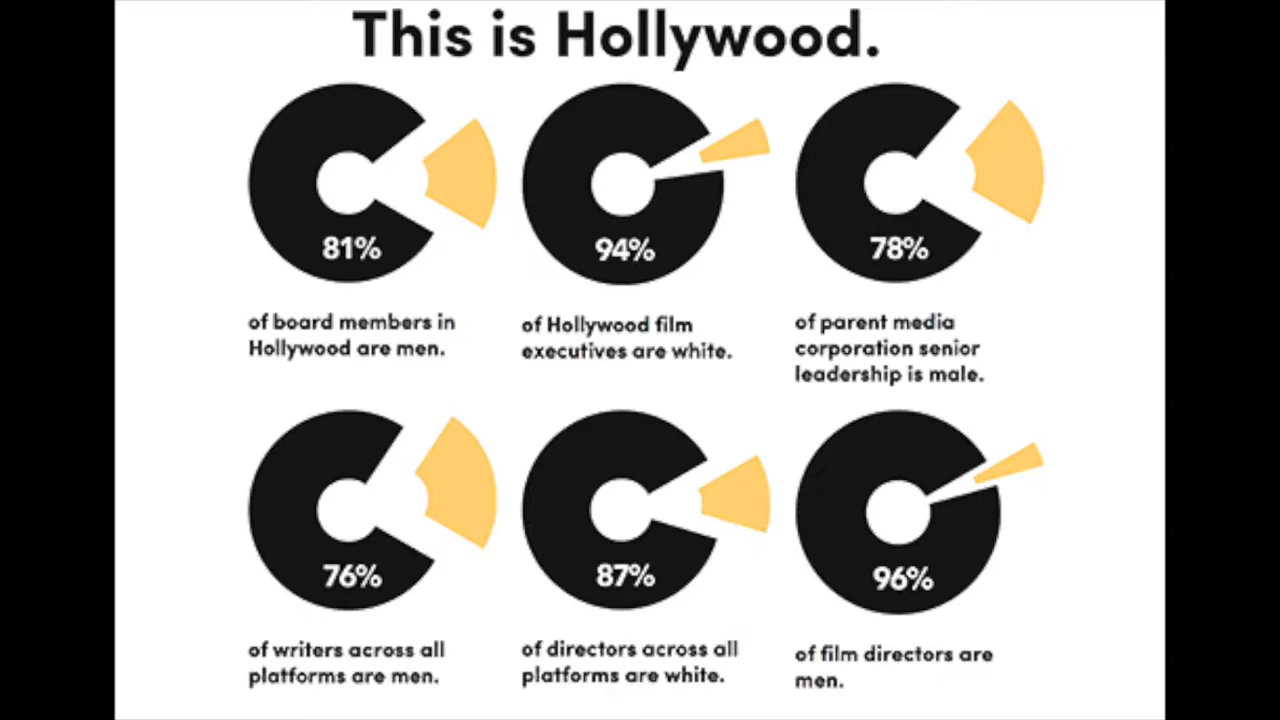 This is Hollywood.
81%
of board members in
Hollywood are men.
94%
of Hollywood film
executives are white.
78%
of parent media
corporation senior
leadership is male.
76%
of writers across all
platforms are men.
87%
of directors across all
platforms are white.
96%
of film directors are
men.